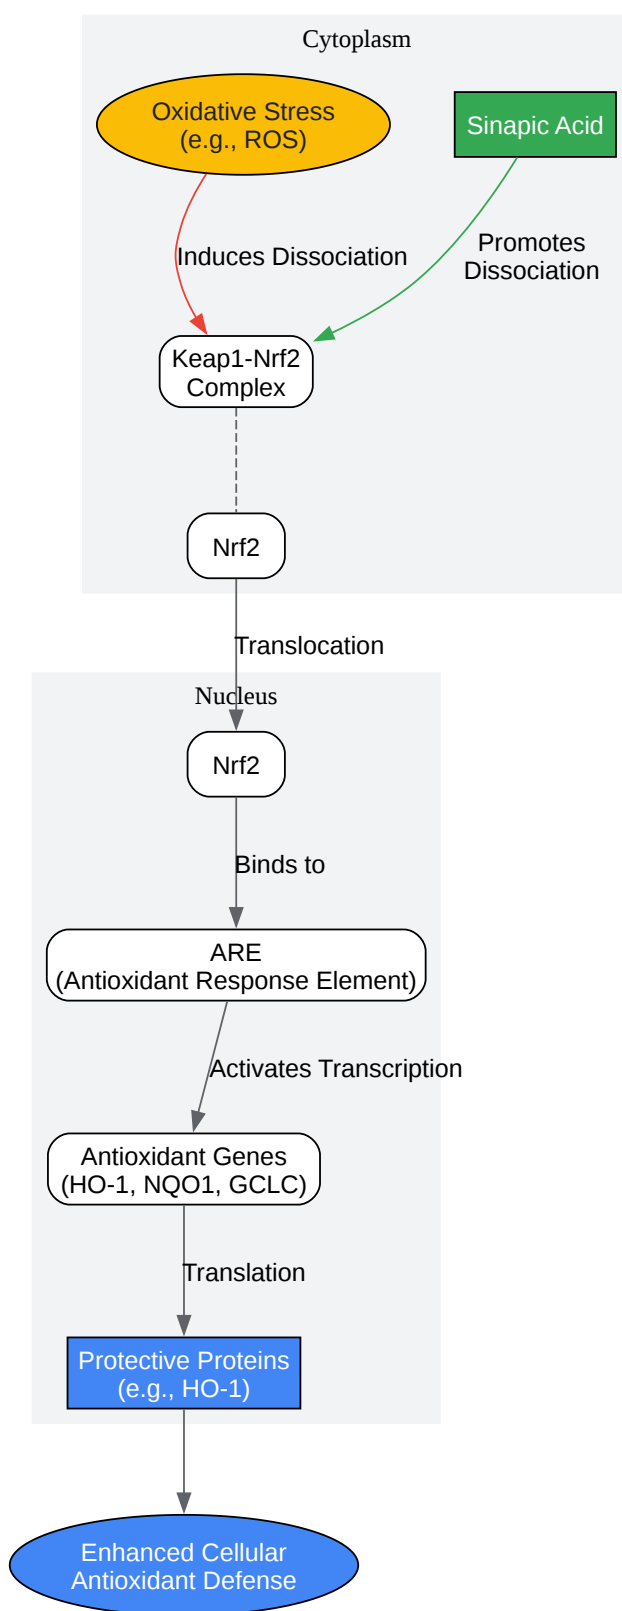 Cytoplasm
Oxidative Stress
(e.g., ROS)
Sinapic Acid
Induces Dissociation
Promotes
Dissociation
Keap1-Nrf2
Complex
Nrf2
Translocation
Nucleus
Nrf2
Binds to
ARE
(Antioxidant Response Element)
Activates Transcription
Antioxidant Genes
(HO-1, NQO1, GCLC)
Translation
Protective Proteins
(e.g., HO-1)
Enhanced Cellular
Antioxidant Defense